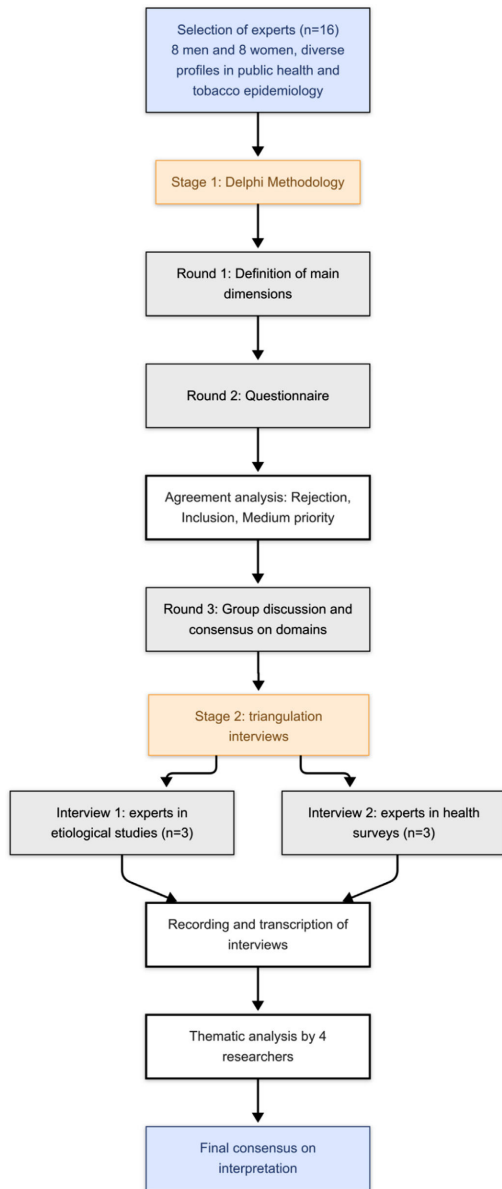 Selection of experts (n=16)
8 men and 8 women, diverse
profiles in public health and
tobacco epidemiology
Stage 1: Delphi Methodology
Round 1: Definition of main
dimensions
Round 2: Questionnaire
Agreement analysis: Rejection,
Inclusion, Medium priority
Round 3: Group discussion and
consensus on domains
Stage 2: triangulation
interviews
Interview 1: experts in
etiological studies (n=3)
Interview 2: experts in health
surveys (n=3)
Recording and transcription of
interviews
Thematic analysis by 4
researchers
Final consensus on
interpretation